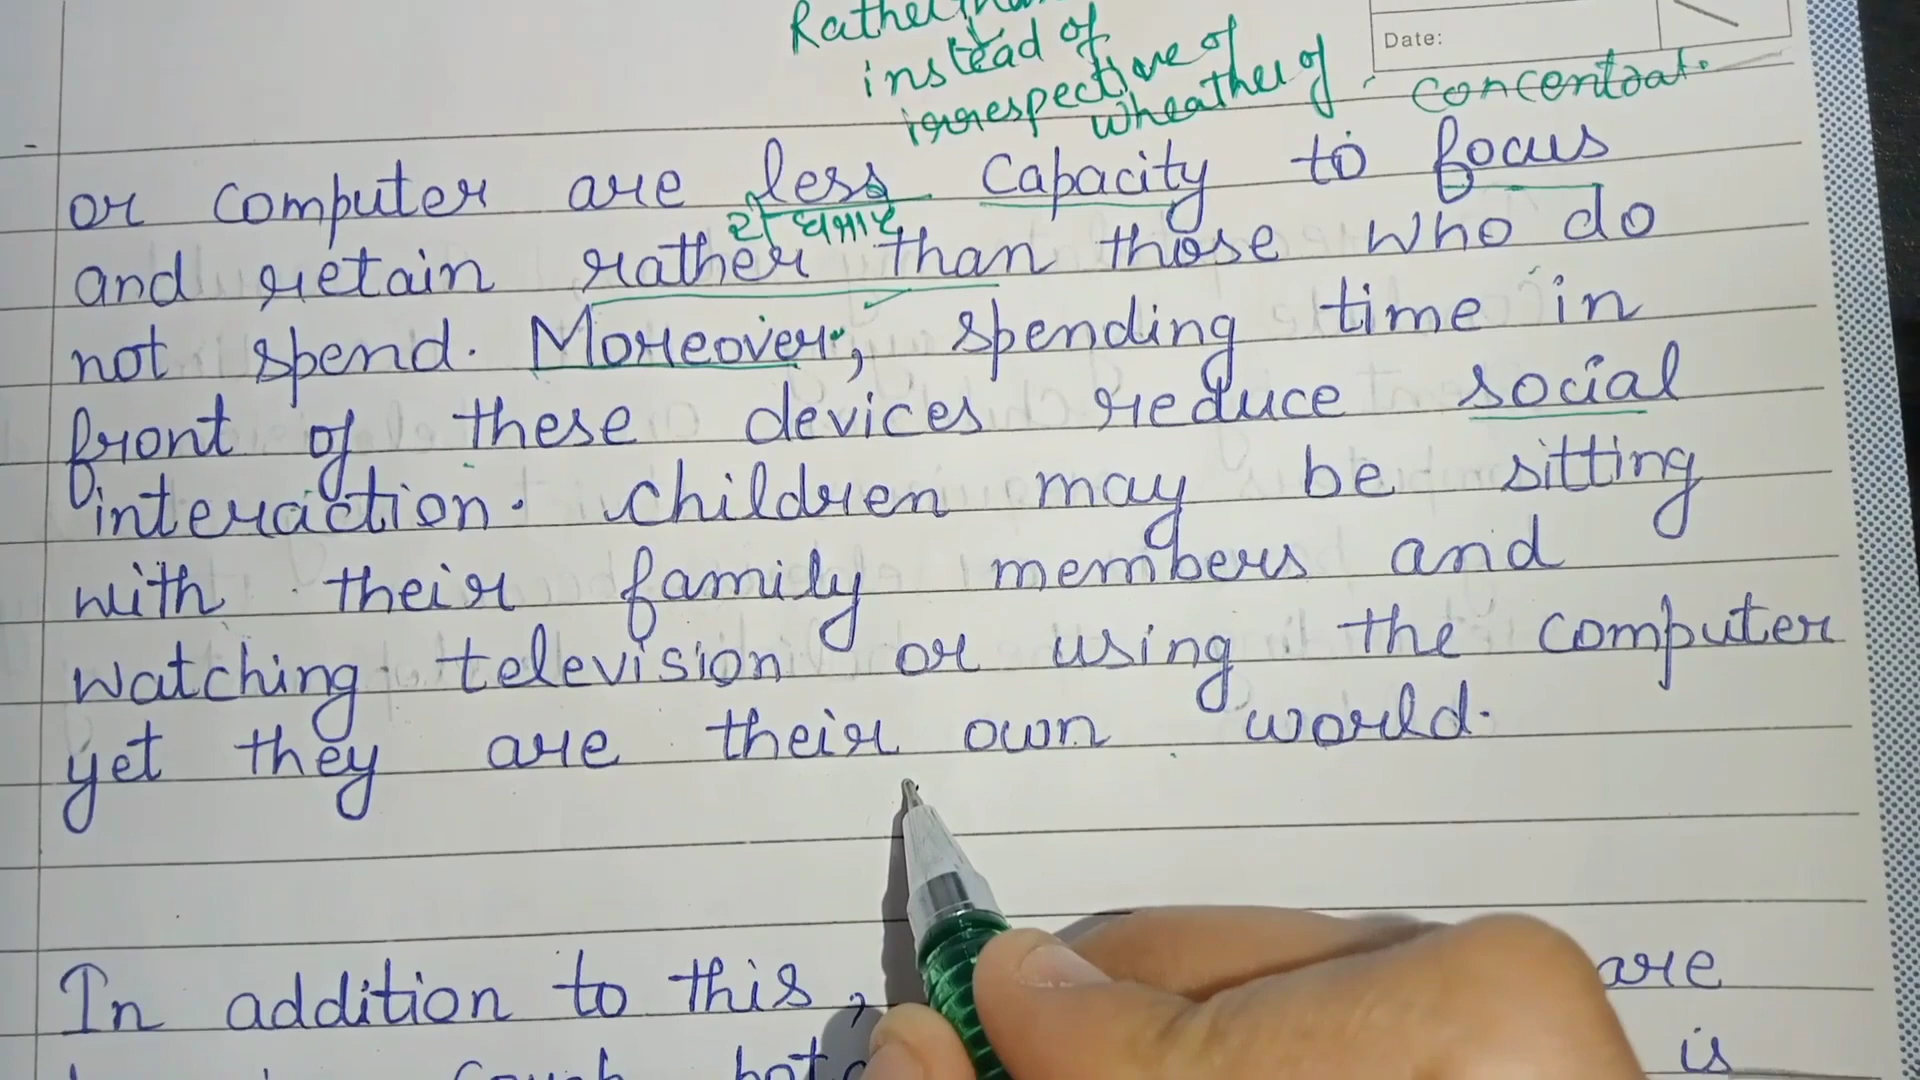 instead of
irrespective of
wheather of
Date:
or computer are less capacity to focus
and retain rather than those who do
not spend. Moreover, spending time in
front of these devices reduce social
interaction. children may be sitting
with their family members and
watching television or using the computer
yet they are their own world.
In addition to this, are
is